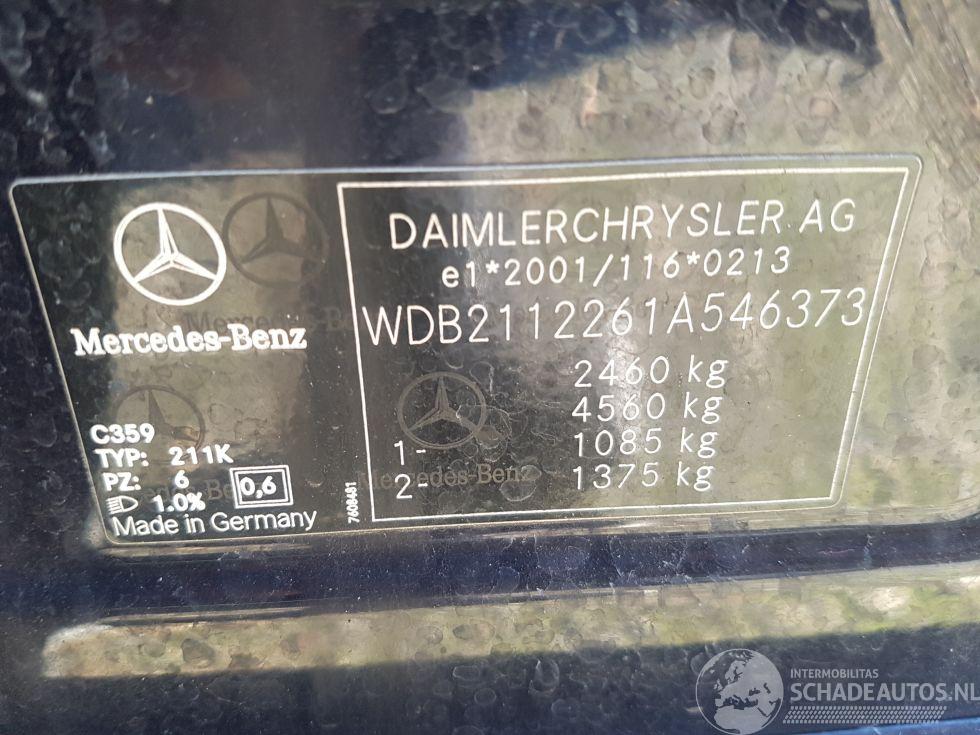 Mercedes-Benz
C359
TYP: 211K
PZ: 6
1.0% 0,6
Made in Germany
7608481
DAIMLERCHRYSLER AG
e1*2001/116*0213
WDB2112261A546373
2460 kg
4560 kg
1- 1085 kg
2- 1375 kg
Mercedes-Benz
INTERMOBILITAS
SCHADEAUTOS.NL